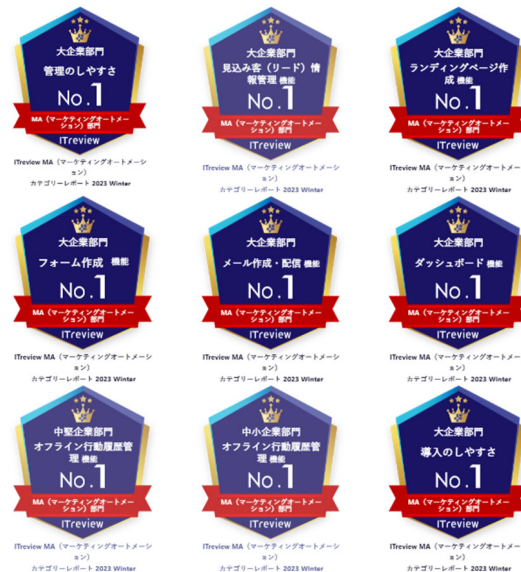 大企業部門
管理のしやすさ
No.1
MA（マーケティングオートメー
ション）部門
ITreview
ITreview MA（マーケティングオートメーシ
ョン）
カテゴリーレポート 2023 Winter
大企業部門
見込み客（リード）情
報管理 機能
No.1
MA（マーケティングオートメー
ション）部門
ITreview
ITreview MA（マーケティングオートメーシ
ョン）
カテゴリーレポート 2023 Winter
大企業部門
ランディングページ作
成 機能
No.1
MA（マーケティングオートメー
ション）部門
ITreview
ITreview MA（マーケティングオートメーシ
ョン）
カテゴリーレポート 2023 Winter
大企業部門
フォーム作成 機能
No.1
MA（マーケティングオートメー
ション）部門
ITreview
ITreview MA（マーケティングオートメーシ
ョン）
カテゴリーレポート 2023 Winter
大企業部門
メール作成・配信 機能
No.1
MA（マーケティングオートメー
ション）部門
ITreview
ITreview MA（マーケティングオートメーシ
ョン）
カテゴリーレポート 2023 Winter
大企業部門
ダッシュボード 機能
No.1
MA（マーケティングオートメー
ション）部門
ITreview
ITreview MA（マーケティングオートメーシ
ョン）
カテゴリーレポート 2023 Winter
中堅企業部門
オフライン行動履歴管
理 機能
No.1
MA（マーケティングオートメー
ション）部門
ITreview
ITreview MA（マーケティングオートメーシ
ョン）
カテゴリーレポート 2023 Winter
中小企業部門
オフライン行動履歴管
理 機能
No.1
MA（マーケティングオートメー
ション）部門
ITreview
ITreview MA（マーケティングオートメーシ
ョン）
カテゴリーレポート 2023 Winter
大企業部門
導入のしやすさ
No.1
MA（マーケティングオートメー
ション）部門
ITreview
ITreview MA（マーケティングオートメーシ
ョン）
カテゴリーレポート 2023 Winter